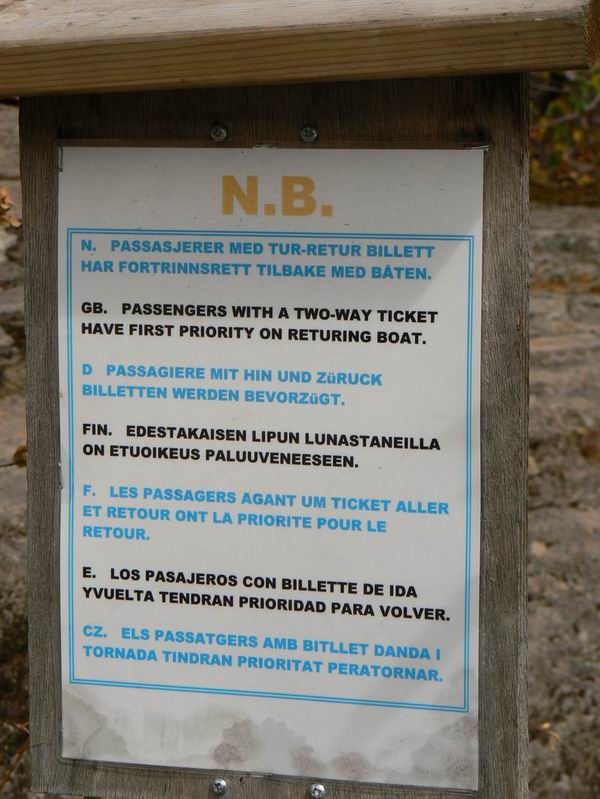 N.B.
N. PASSASJERER MED TUR-RETUR BILLETT
HAR FORTRINNSRETT TILBAKE MED BÅTEN.
GB. PASSENGERS WITH A TWO-WAY TICKET
HAVE FIRST PRIORITY ON RETURING BOAT.
D PASSAGIERE MIT HIN UND ZüRUCK
BILLETTEN WERDEN BEVORZüGT.
FIN. EDESTAKAISEN LIPUN LUNASTANEILLA
ON ETUOIKEUS PALUUVENEESEEN.
F. LES PASSAGERS AGANT UM TICKET ALLER
ET RETOUR ONT LA PRIORITE POUR LE
RETOUR.
E. LOS PASAJEROS CON BILLETTE DE IDA
YVUELTA TENDRAN PRIORIDAD PARA VOLVER.
CZ. ELS PASSATGERS AMB BITLLET DANDA I
TORNADA TINDRAN PRIORITAT PERATORNAR.